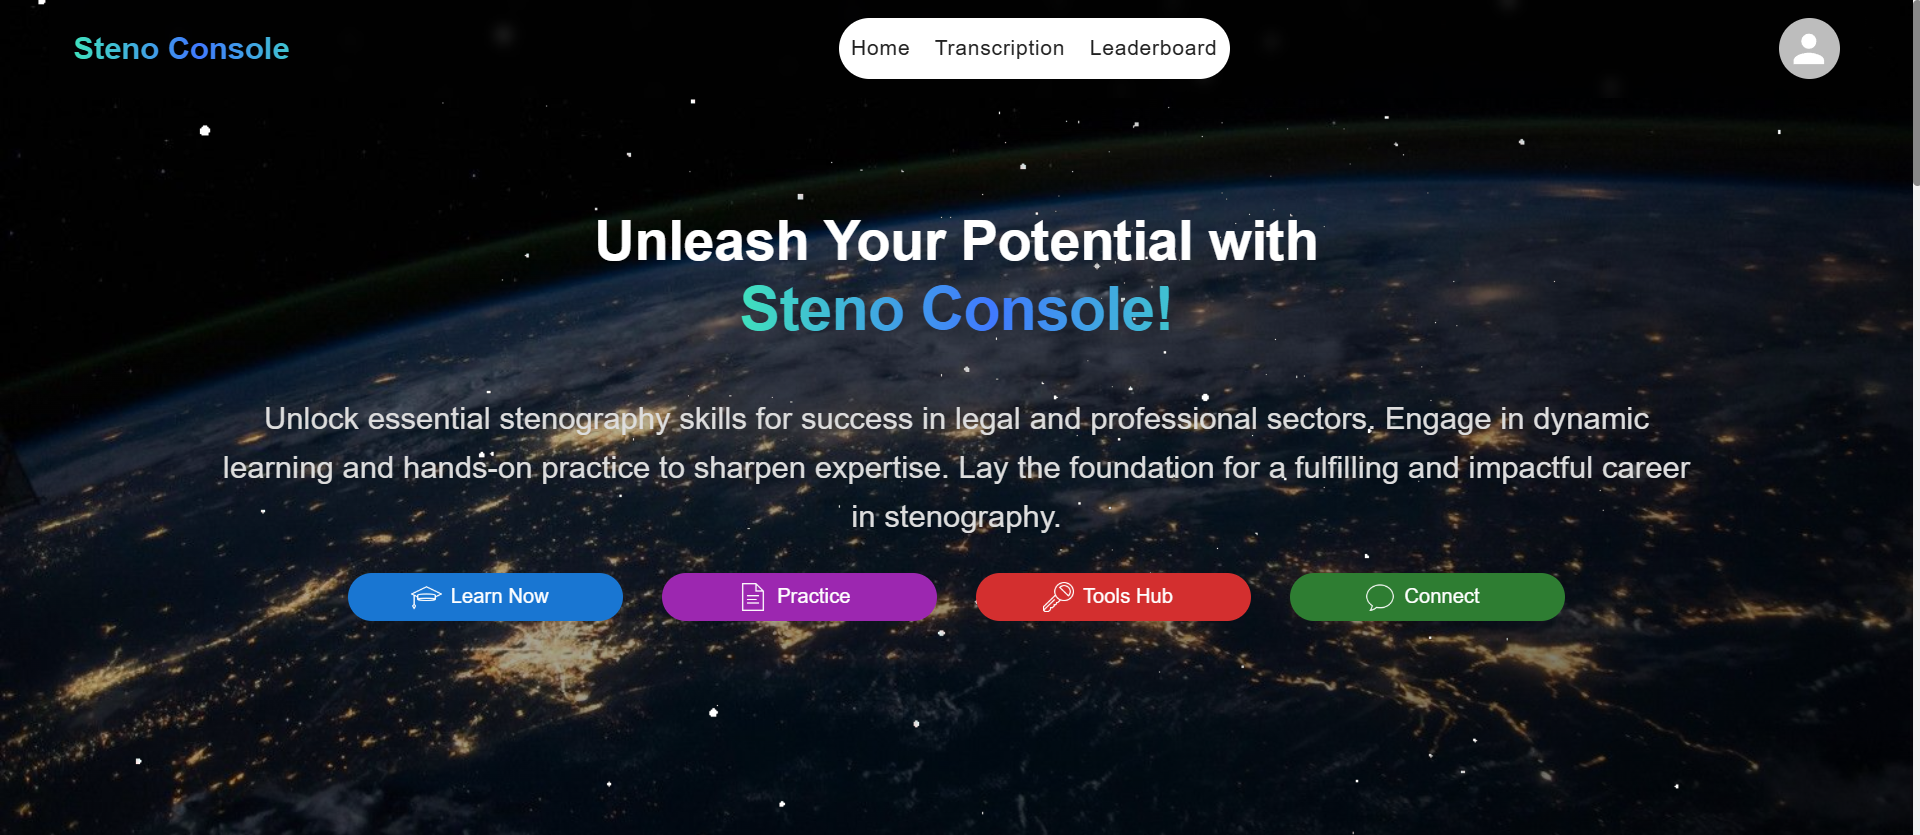 Steno Console
Home Transcription Leaderboard
Unleash Your Potential with
Steno Console!
Unlock essential stenography skills for success in legal and professional sectors. Engage in dynamic
learning and hands-on practice to sharpen expertise. Lay the foundation for a fulfilling and impactful career
in stenography.
Learn Now Practice Tools Hub Connect